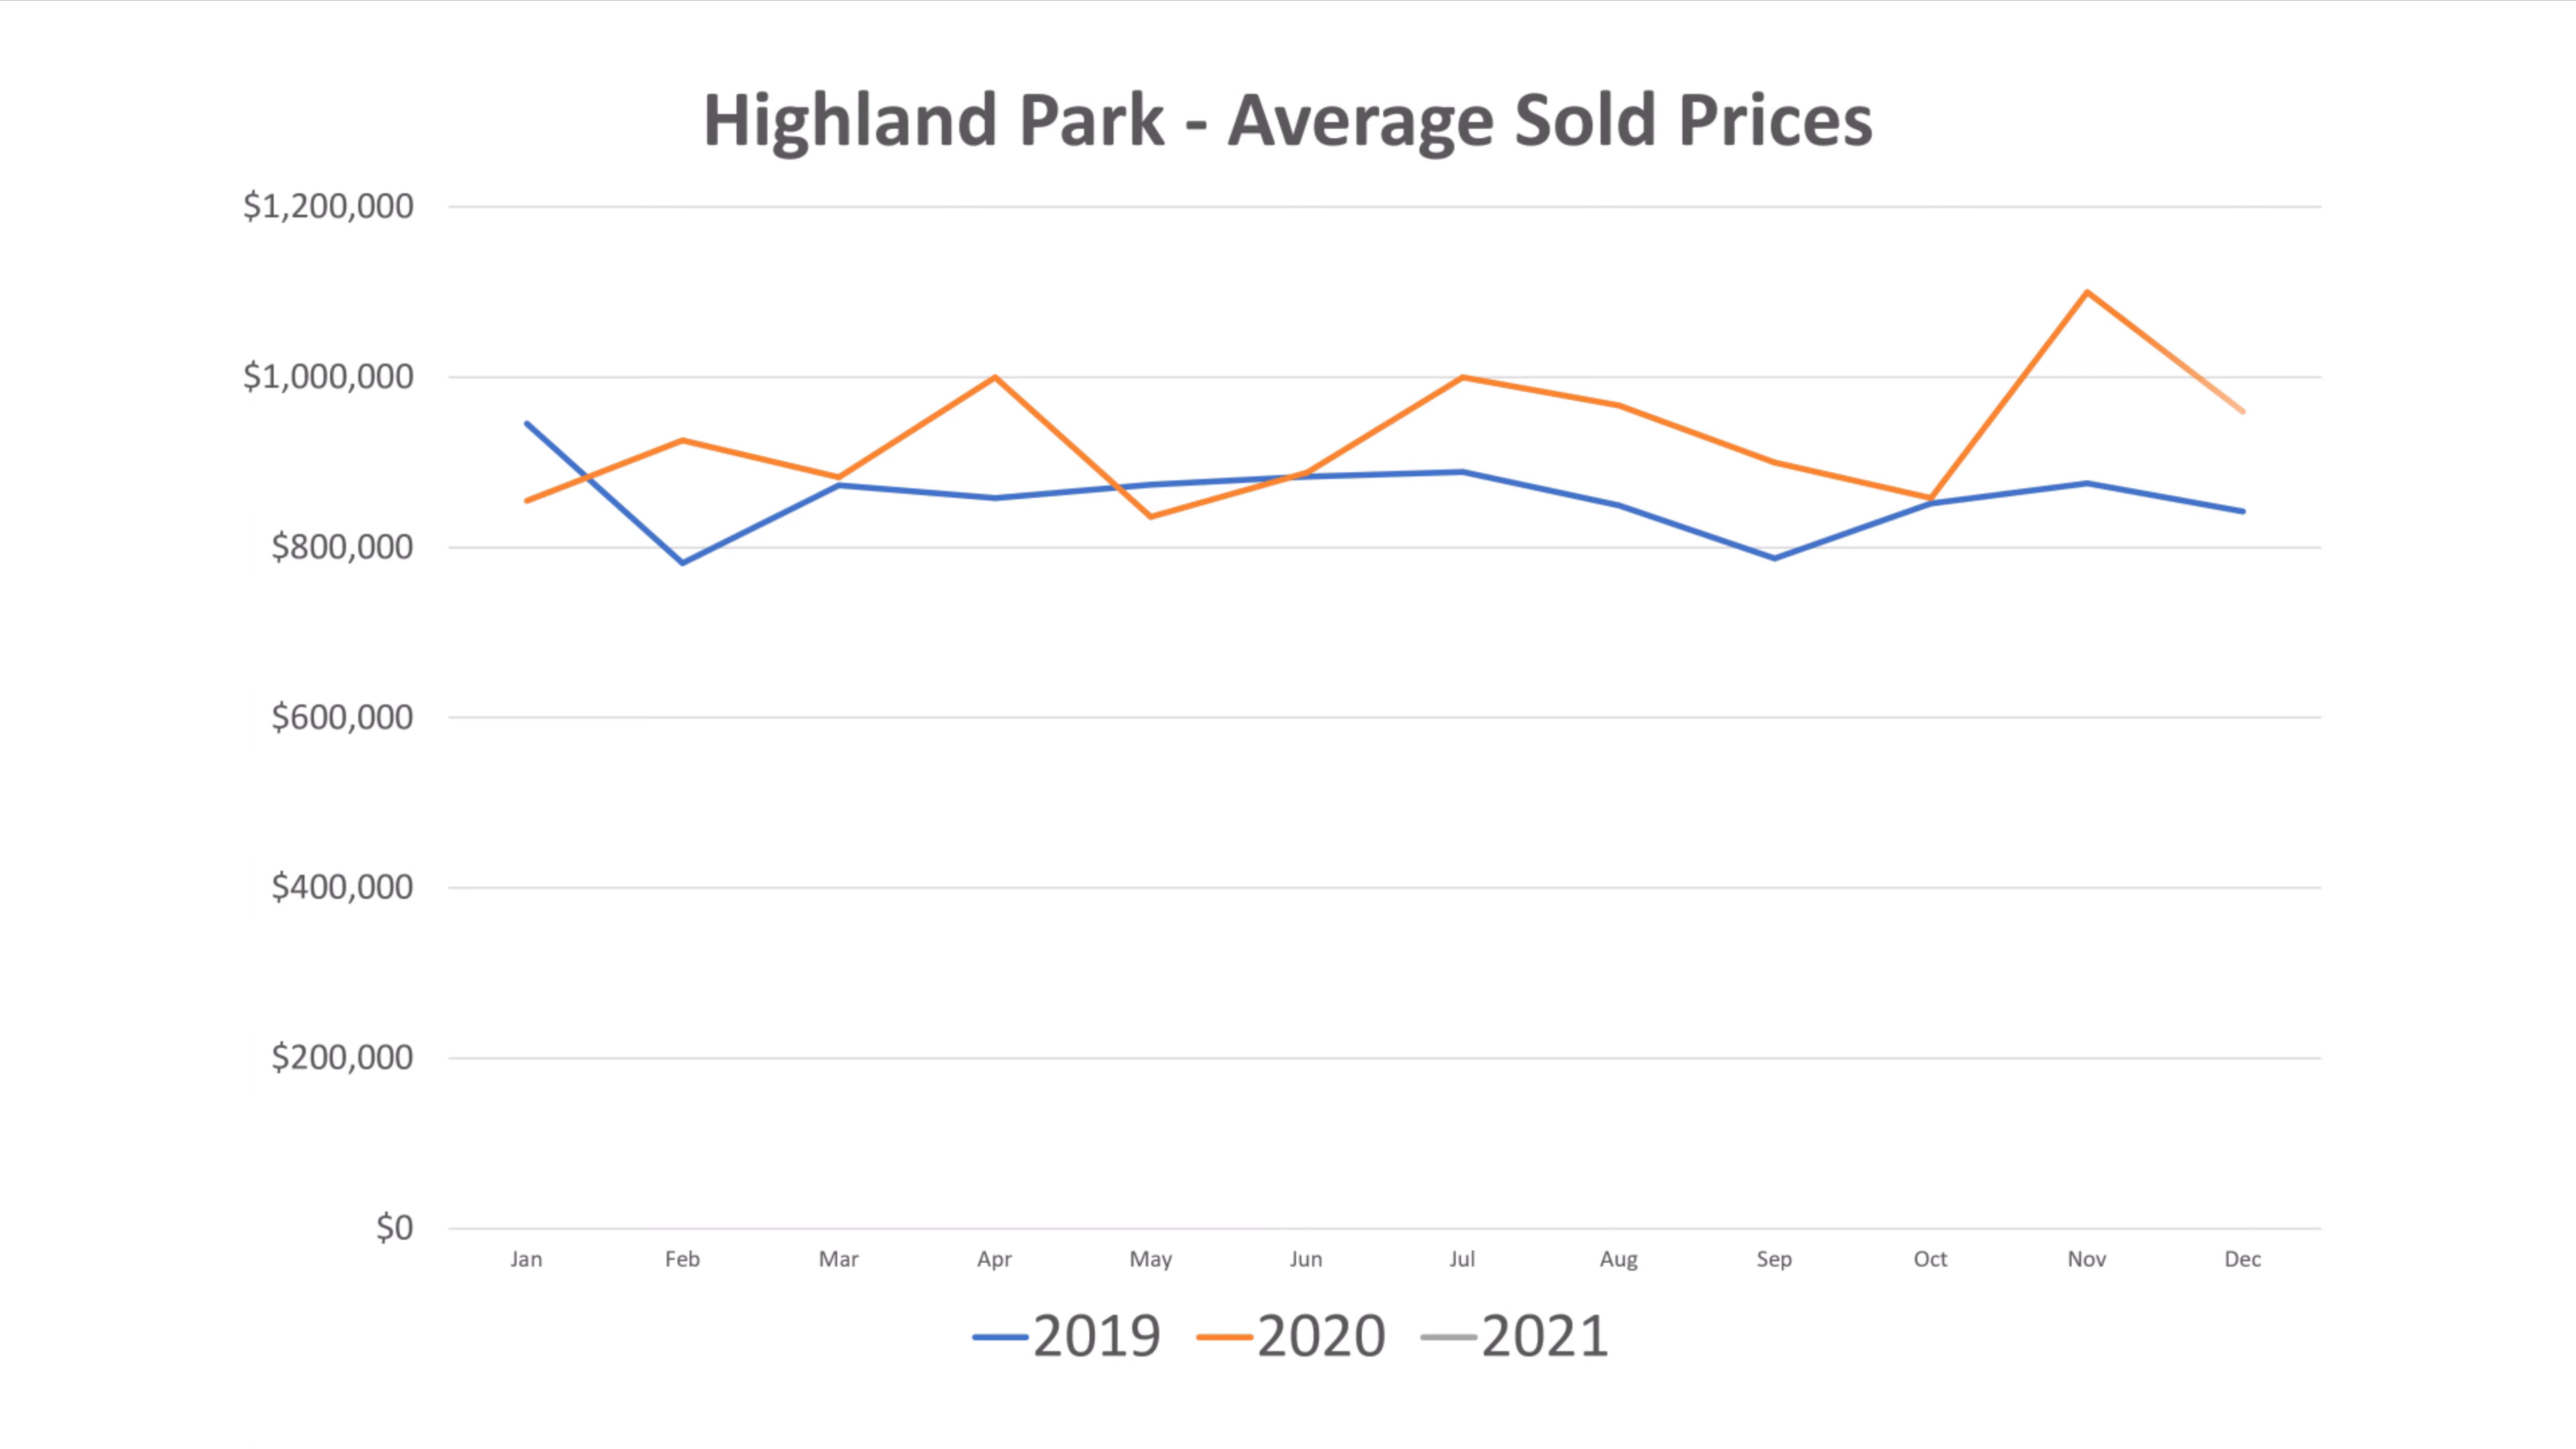 Highland Park - Average Sold Prices
$1,200,000
$1,000,000
$800,000
$600,000
$400,000
$200,000
$0
Jan Feb Mar Apr May Jun Jul Aug Sep Oct Nov Dec
2019 2020 2021